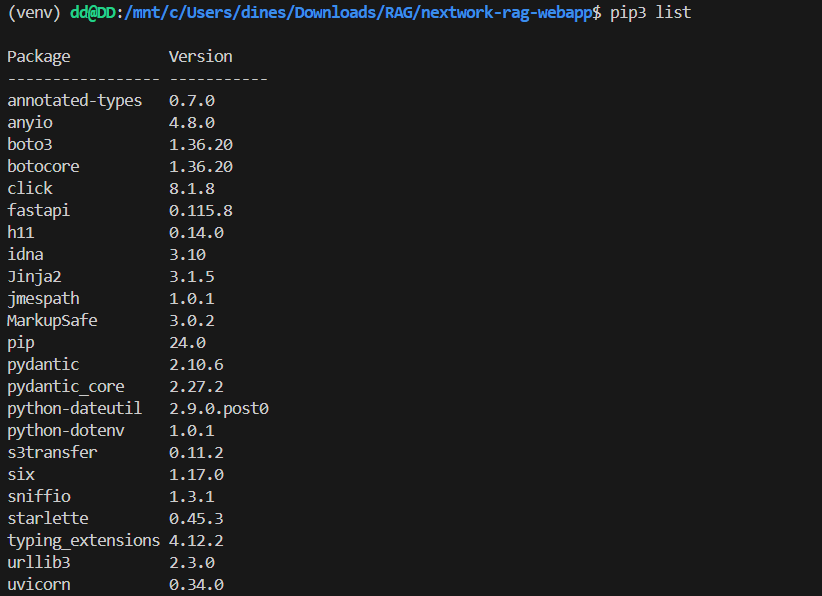 (venv) dd@DD:/mnt/c/Users/dines/Downloads/RAG/nextwork-rag-webapp$ pip3 list
Package Version
----------------- -----------
annotated-types 0.7.0
anyio 4.8.0
boto3 1.36.20
botocore 1.36.20
click 8.1.8
fastapi 0.115.8
h11 0.14.0
idna 3.10
Jinja2 3.1.5
jmespath 1.0.1
MarkupSafe 3.0.2
pip 24.0
pydantic 2.10.6
pydantic_core 2.27.2
python-dateutil 2.9.0.post0
python-dotenv 1.0.1
s3transfer 0.11.2
six 1.17.0
sniffio 1.3.1
starlette 0.45.3
typing_extensions 4.12.2
urllib3 2.3.0
uvicorn 0.34.0